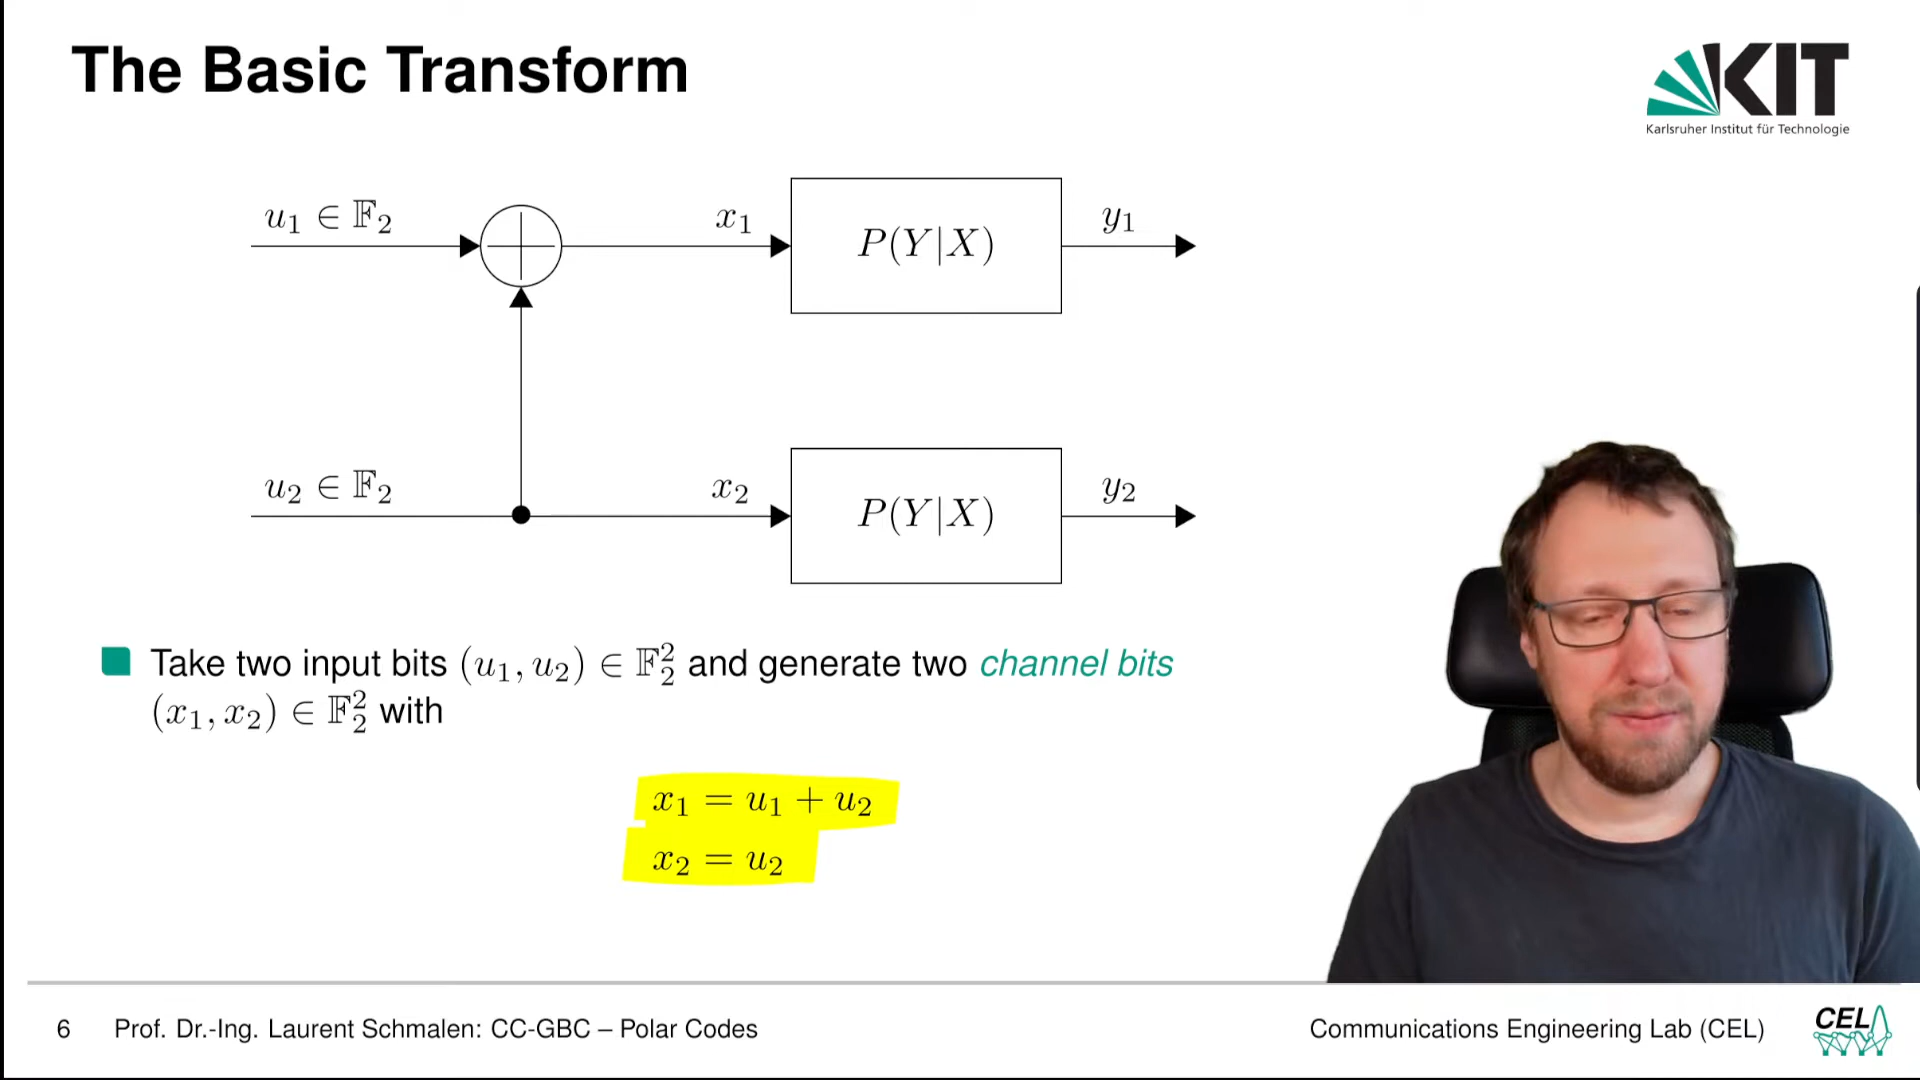 The Basic Transform
KIT
Karlsruher Institut für Technologie
u₁ ∈ 𝔽₂
x₁
P(Y|X)
y₁
u₂ ∈ 𝔽₂
x₂
P(Y|X)
y₂
Take two input bits (u₁, u₂) ∈ 𝔽₂² and generate two channel bits
(x₁, x₂) ∈ 𝔽₂² with
x₁ = u₁ + u₂
x₂ = u₂
6 Prof. Dr.-Ing. Laurent Schmalen: CC-GBC – Polar Codes
Communications Engineering Lab (CEL)
CEL